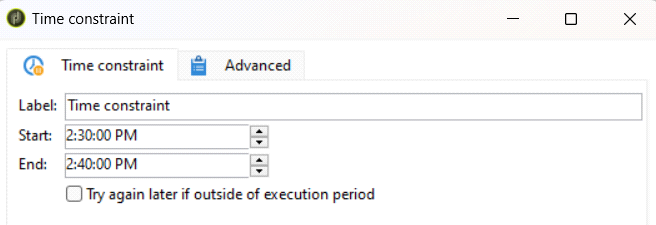 Time constraint
Time constraint Advanced
Label: Time constraint
Start: 2:30:00 PM
End: 2:40:00 PM
Try again later if outside of execution period